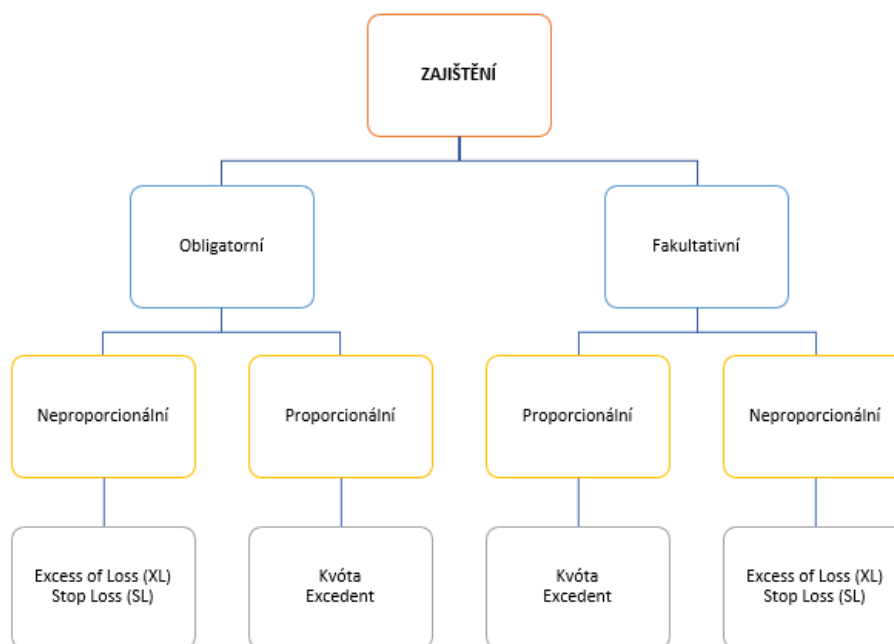 ZAJIŠTĚNÍ
Obligatorní
Fakultativní
Neproporcionální
Proporcionální
Proporcionální
Neproporcionální
Excess of Loss (XL)
Stop Loss (SL)
Kvóta
Excedent
Kvóta
Excedent
Excess of Loss (XL)
Stop Loss (SL)